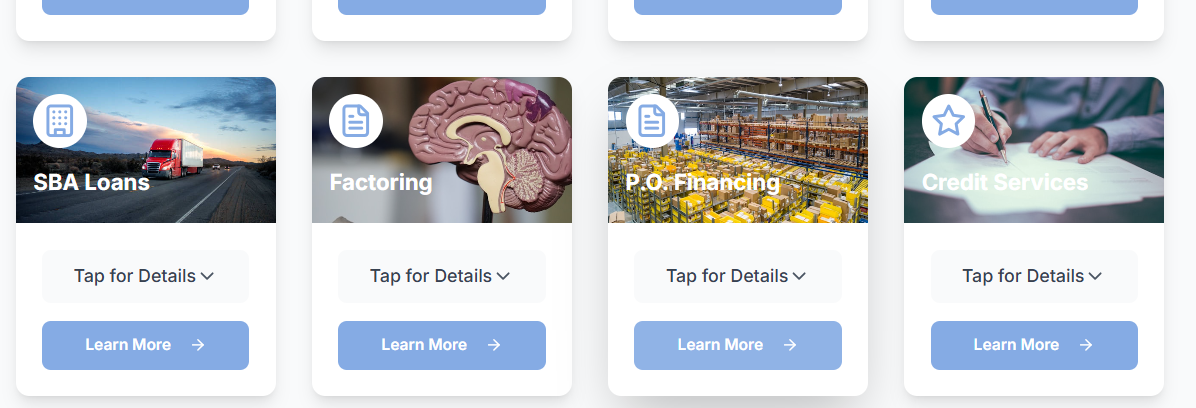 SBA Loans
Factoring
P.O. Financing
Credit Services
Tap for Details
Tap for Details
Tap for Details
Tap for Details
Learn More
Learn More
Learn More
Learn More